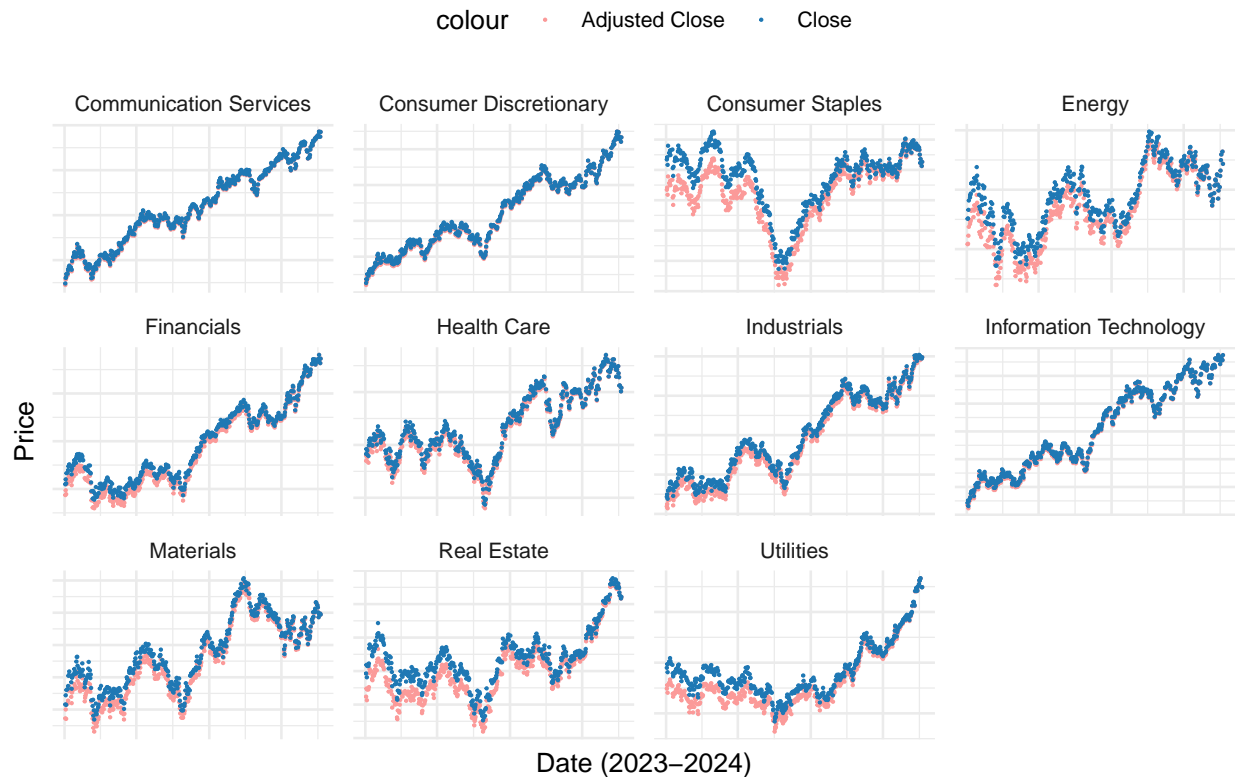 colour Adjusted Close Close
Communication Services Consumer Discretionary Consumer Staples Energy
Financials Health Care Industrials Information Technology
Materials Real Estate Utilities
Price
Date (2023–2024)